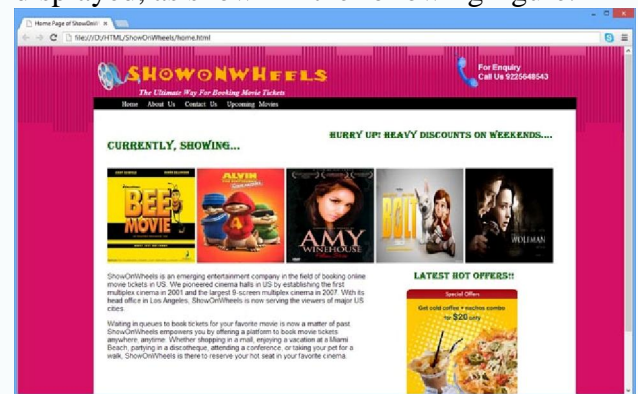 displayed, as shown in the following figure.
Home Page of ShowOnW
file:///D:/HTML/ShowOnWheels/home.html
SHOWONWHEELS
The Ultimate Way For Booking Movie Tickets
For Enquiry
Call Us 9225648543
Home About Us Contact Us Upcoming Movies
HURRY UP! HEAVY DISCOUNTS ON WEEKENDS....
CURRENTLY, SHOWING...
BEE
MOVIE
ALVIN
AMY
WINEHOUSE
BOLT
WOLFMAN
ShowOnWheels is an emerging entertainment company in the field of booking online
movie tickets in US. We pioneered cinema halls in US by establishing the first
multiplex cinema in 2001 and the largest 9-screen multiplex cinema in 2007. With its
head office in Los Angeles, ShowOnWheels is now serving the viewers of major US
cities.
Waiting in queues to book tickets for your favorite movie is now a matter of past.
ShowOnWheels empowers you by offering a platform to book movie tickets
anywhere, anytime. Whether shopping in a mall, enjoying a vacation at a Miami
Beach, partying in a discotheque, attending a conference, or taking your pet for a
walk, ShowOnWheels is there to reserve your hot seat in your favorite cinema.
LATEST HOT OFFERS!!
Special Offers
Get cold coffee + nachos combo
for $20 only